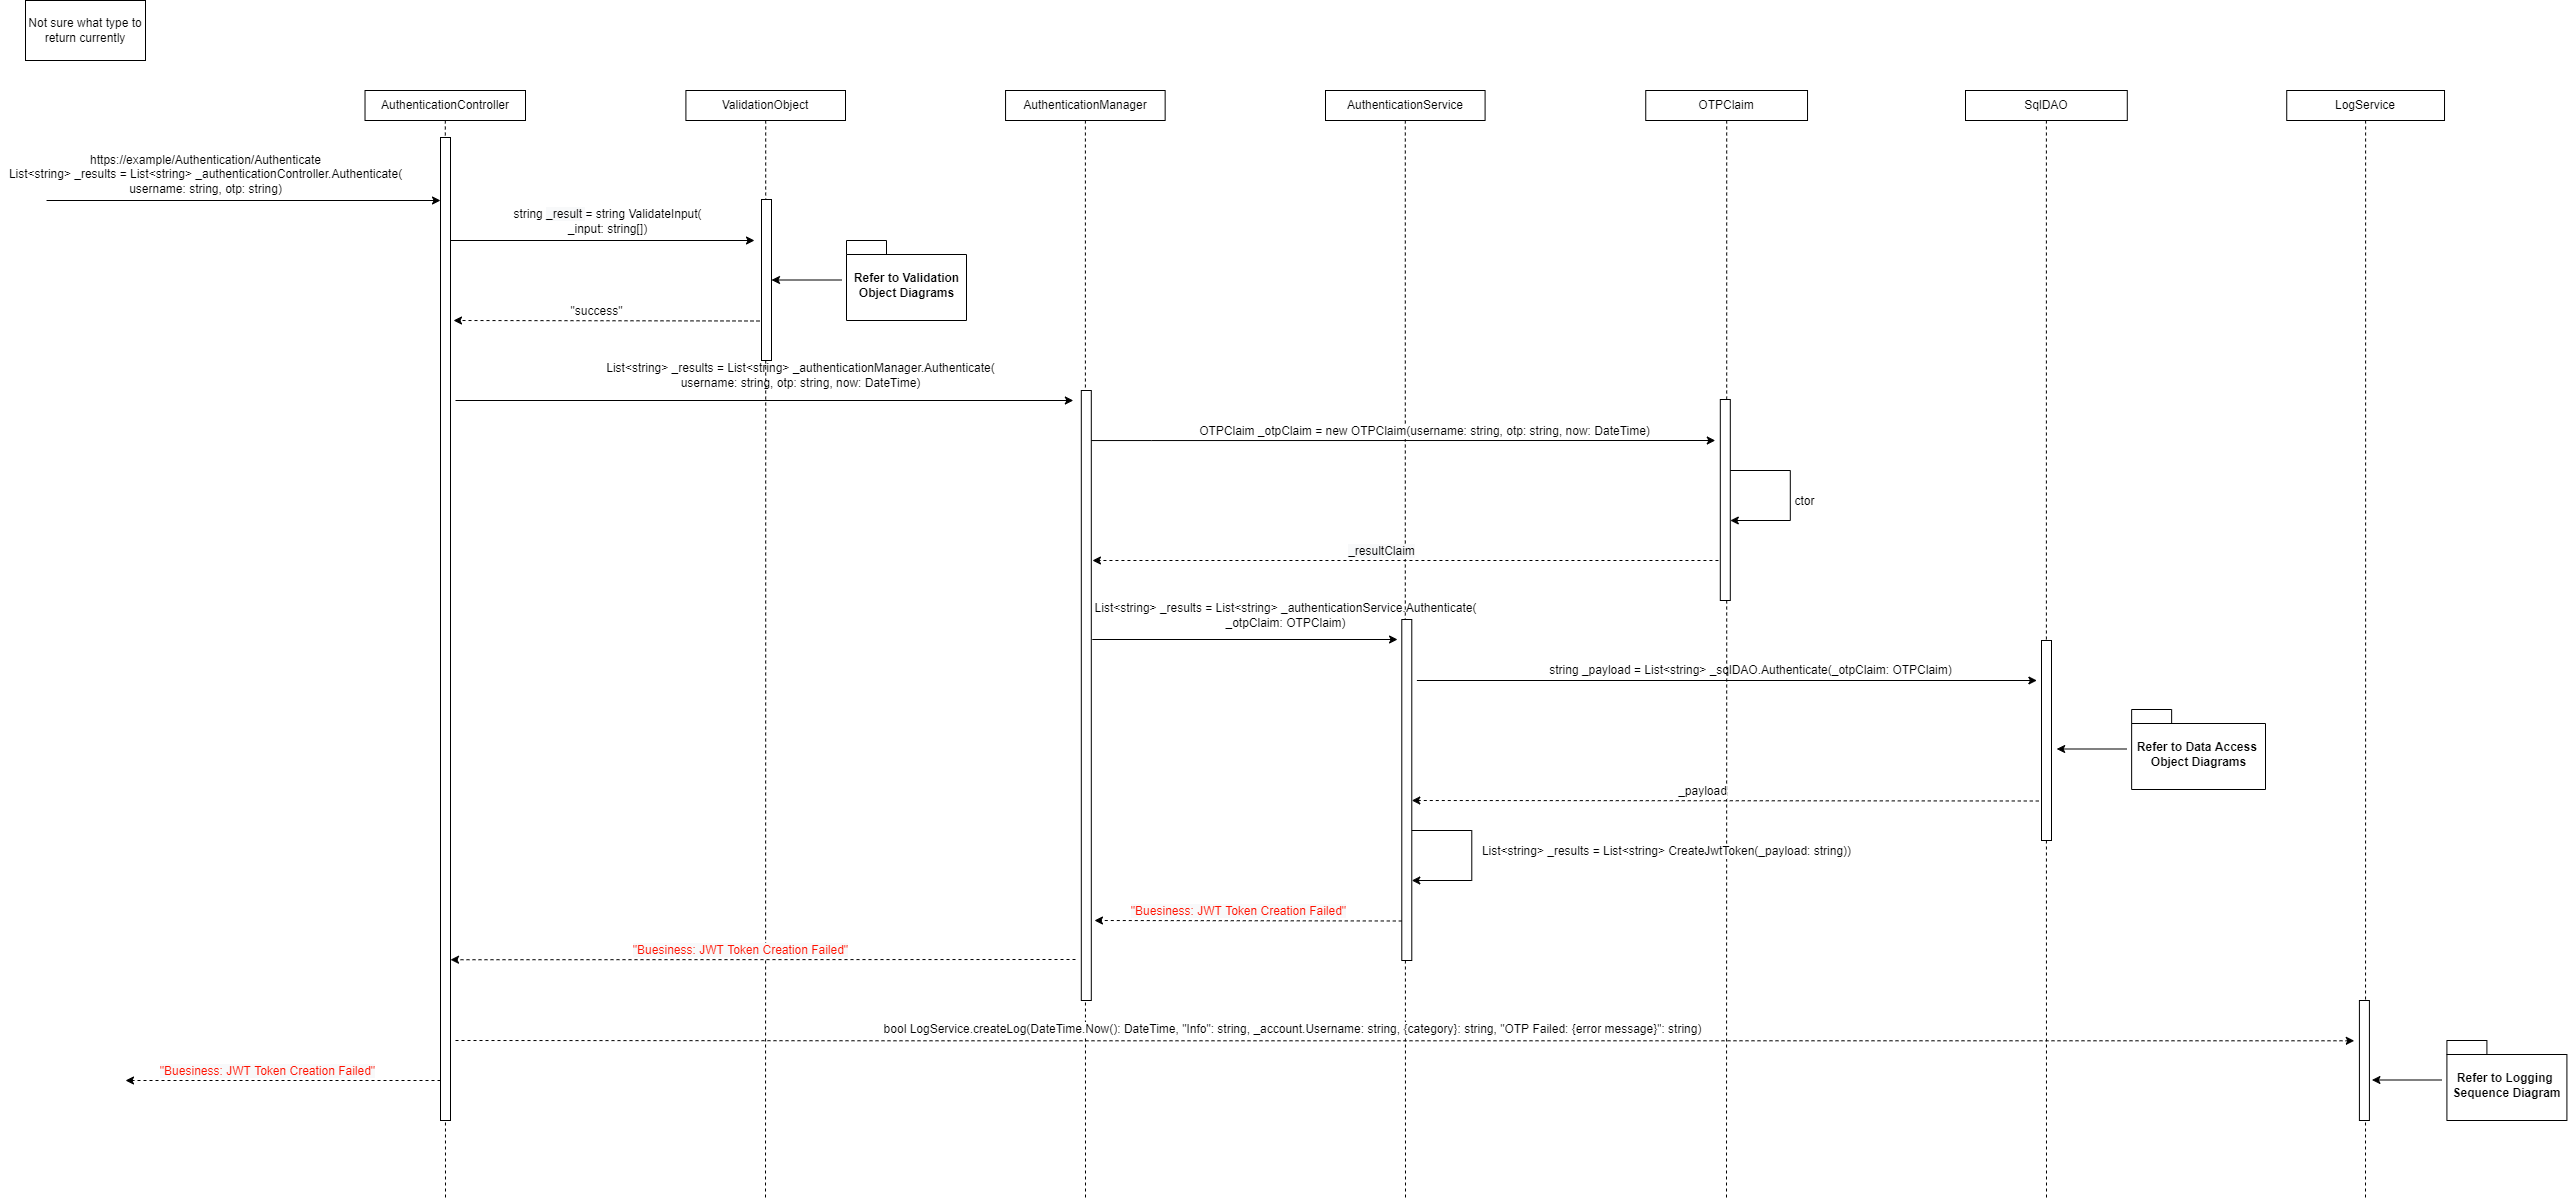 Not sure what type to
return currently
AuthenticationController
ValidationObject
AuthenticationManager
AuthenticationService
OTPClaim
SqlDAO
LogService
https://example/Authentication/Authenticate
List<string> _results = List<string> _authenticationController.Authenticate(
username: string, otp: string)
string _result = string ValidateInput(
_input: string[])
Refer to Validation
Object Diagrams
"success"
List<string> _results = List<string> _authenticationManager.Authenticate(
username: string, otp: string, now: DateTime)
OTPClaim _otpClaim = new OTPClaim(username: string, otp: string, now: DateTime)
ctor
_resultClaim
List<string> _results = List<string> _authenticationService.Authenticate(
_otpClaim: OTPClaim)
string _payload = List<string> _sqlDAO.Authenticate(_otpClaim: OTPClaim)
Refer to Data Access
Object Diagrams
_payload
List<string> _results = List<string> CreateJwtToken(_payload: string))
"Buesiness: JWT Token Creation Failed"
"Buesiness: JWT Token Creation Failed"
bool LogService.createLog(DateTime.Now(): DateTime, "Info": string, _account.Username: string, {category}: string, "OTP Failed: {error message}": string)
"Buesiness: JWT Token Creation Failed"
Refer to Logging
Sequence Diagram